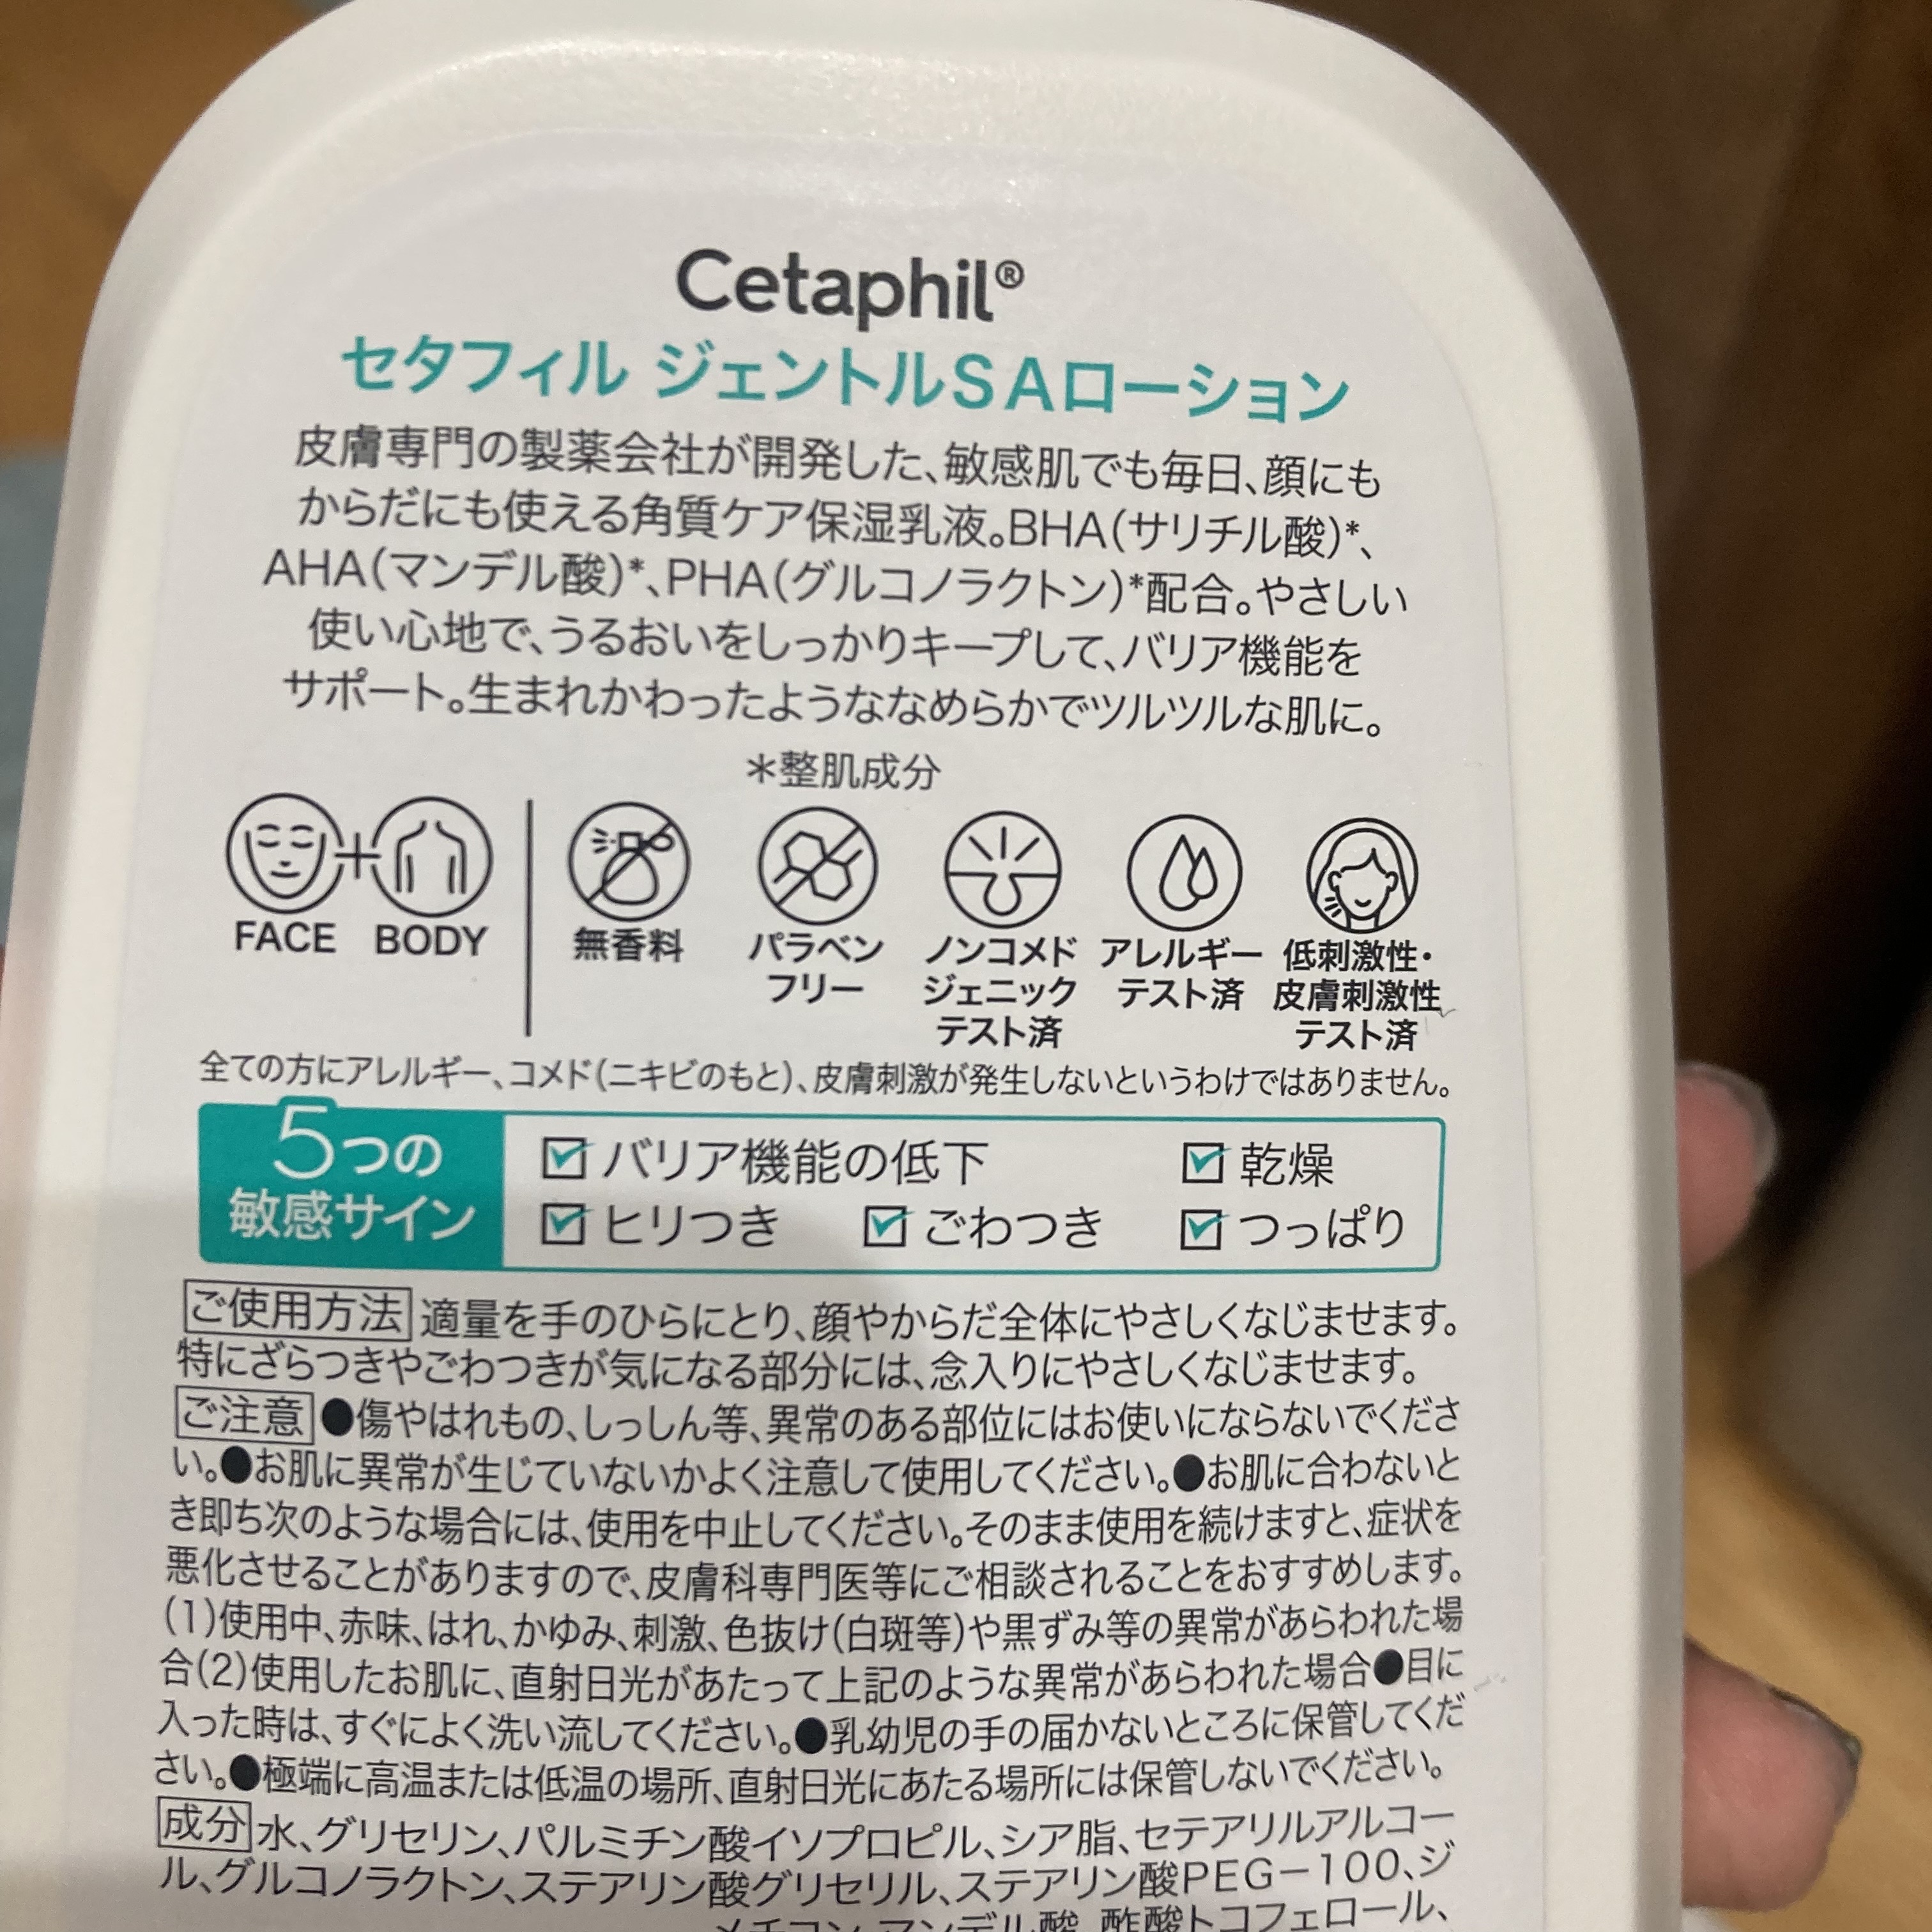 Cetaphil®
セタフィル ジェントルSAローション
皮膚専門の製薬会社が開発した、敏感肌でも毎日、顔にも
からだにも使える角質ケア保湿乳液。BHA(サリチル酸)*、
AHA(マンデル酸)*、PHA(グルコノラクトン)*配合。やさしい
使い心地で、うるおいをしっかりキープして、バリア機能を
サポート。生まれかわったようななめらかでツルツルな肌に。
*整肌成分
FACE BODY 無香料 パラベン ノンコメド アレルギー 低刺激性・
フリー ジェニック テスト済 皮膚刺激性
テスト済 テスト済
全ての方にアレルギー、コメド(ニキビのもと)、皮膚刺激が発生しないというわけではありません。
5つの
敏感サイン
バリア機能の低下 乾燥
ヒリつき ごわつき つっぱり
ご使用方法 適量を手のひらにとり、顔やからだ全体にやさしくなじませます。
特にざらつきやごわつきが気になる部分には、念入りにやさしくなじませます。
ご注意 ●傷やはれもの、しっしん等、異常のある部位にはお使いにならないでくださ
い。●お肌に異常が生じていないかよく注意して使用してください。●お肌に合わないと
き即ち次のような場合には、使用を中止してください。そのまま使用を続けますと、症状を
悪化させることがありますので、皮膚科専門医等にご相談されることをおすすめします。
(1)使用中、赤味、はれ、かゆみ、刺激、色抜け(白斑等)や黒ずみ等の異常があらわれた場
合(2)使用したお肌に、直射日光があたって上記のような異常があらわれた場合●目に
入った時は、すぐによく洗い流してください。●乳幼児の手の届かないところに保管してくだ
さい。●極端に高温または低温の場所、直射日光にあたる場所には保管しないでください。
成分 水、グリセリン、パルミチン酸イソプロピル、シア脂、セテアリルアルコー
ル、グルコノラクトン、ステアリン酸グリセリル、ステアリン酸PEG－100、ジ
メチコン、マンデル酸、酢酸トコフェロール、